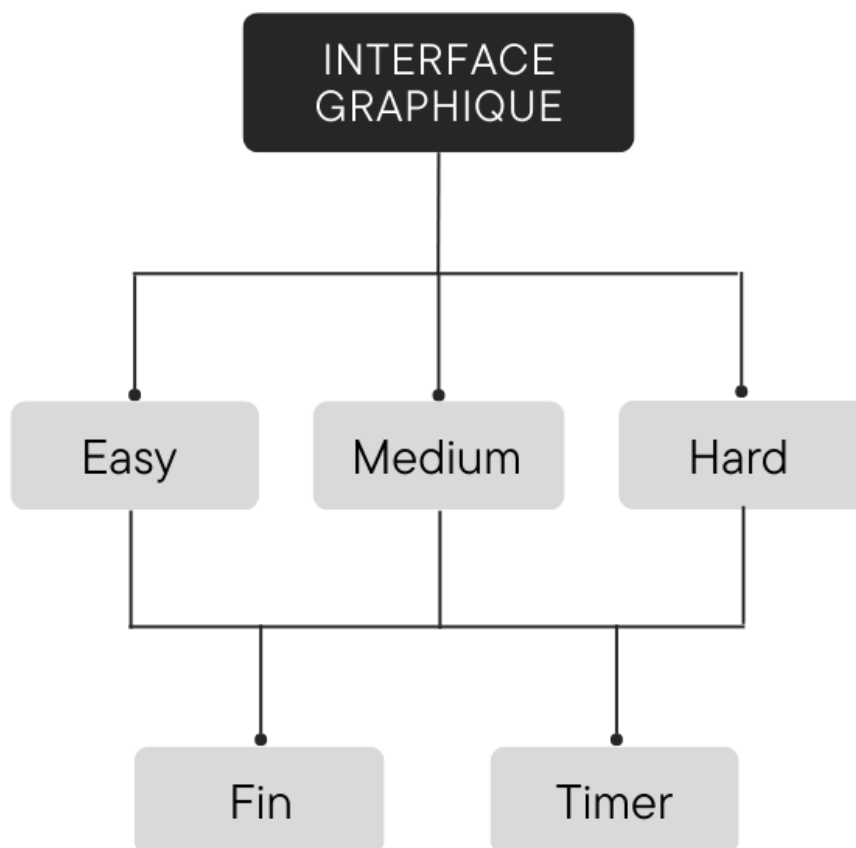 INTERFACE
GRAPHIQUE
Easy
Medium
Hard
Fin
Timer